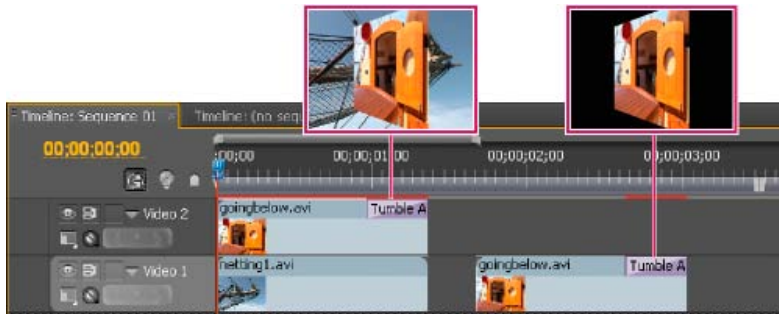 Timeline: Sequence 01 × Timeline: (no sequ
00;00;00;00
;00;00 00;00;01;00 00;00;02;00 00;00;03;00
Video 2
goingbelow.avi Tumble A
Video 1
netting1.avi goingbelow.avi Tumble A